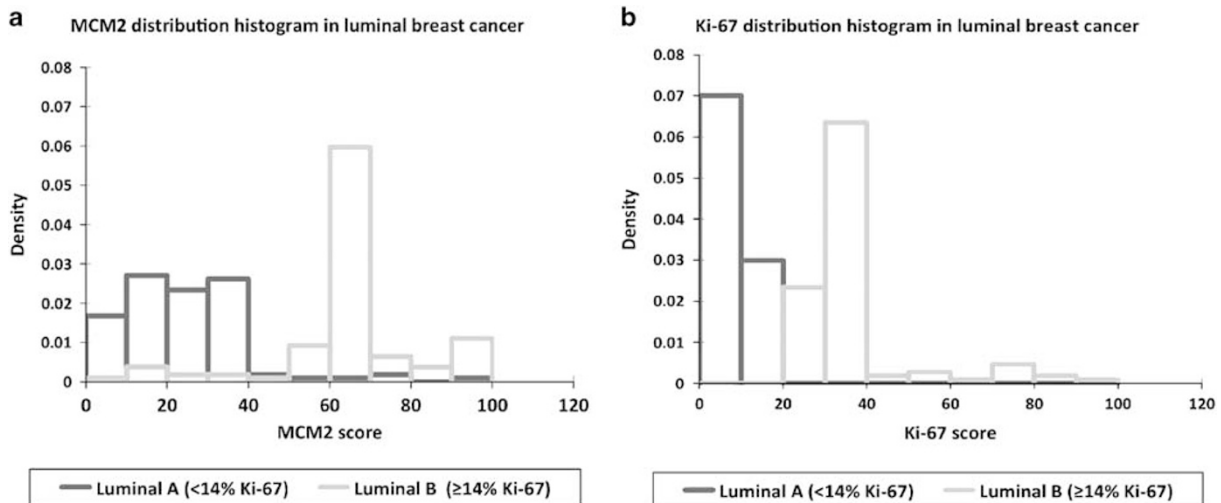 a
MCM2 distribution histogram in luminal breast cancer
0.08
0.07
0.06
0.05
0.04
0.03
0.02
0.01
0
Density
0 20 40 60 80 100 120
MCM2 score
Luminal A (<14% Ki-67) Luminal B (≥14% Ki-67)
b
Ki-67 distribution histogram in luminal breast cancer
0.08
0.07
0.06
0.05
0.04
0.03
0.02
0.01
0
Density
0 20 40 60 80 100 120
Ki-67 score
Luminal A (<14% Ki-67) Luminal B (≥14% Ki-67)